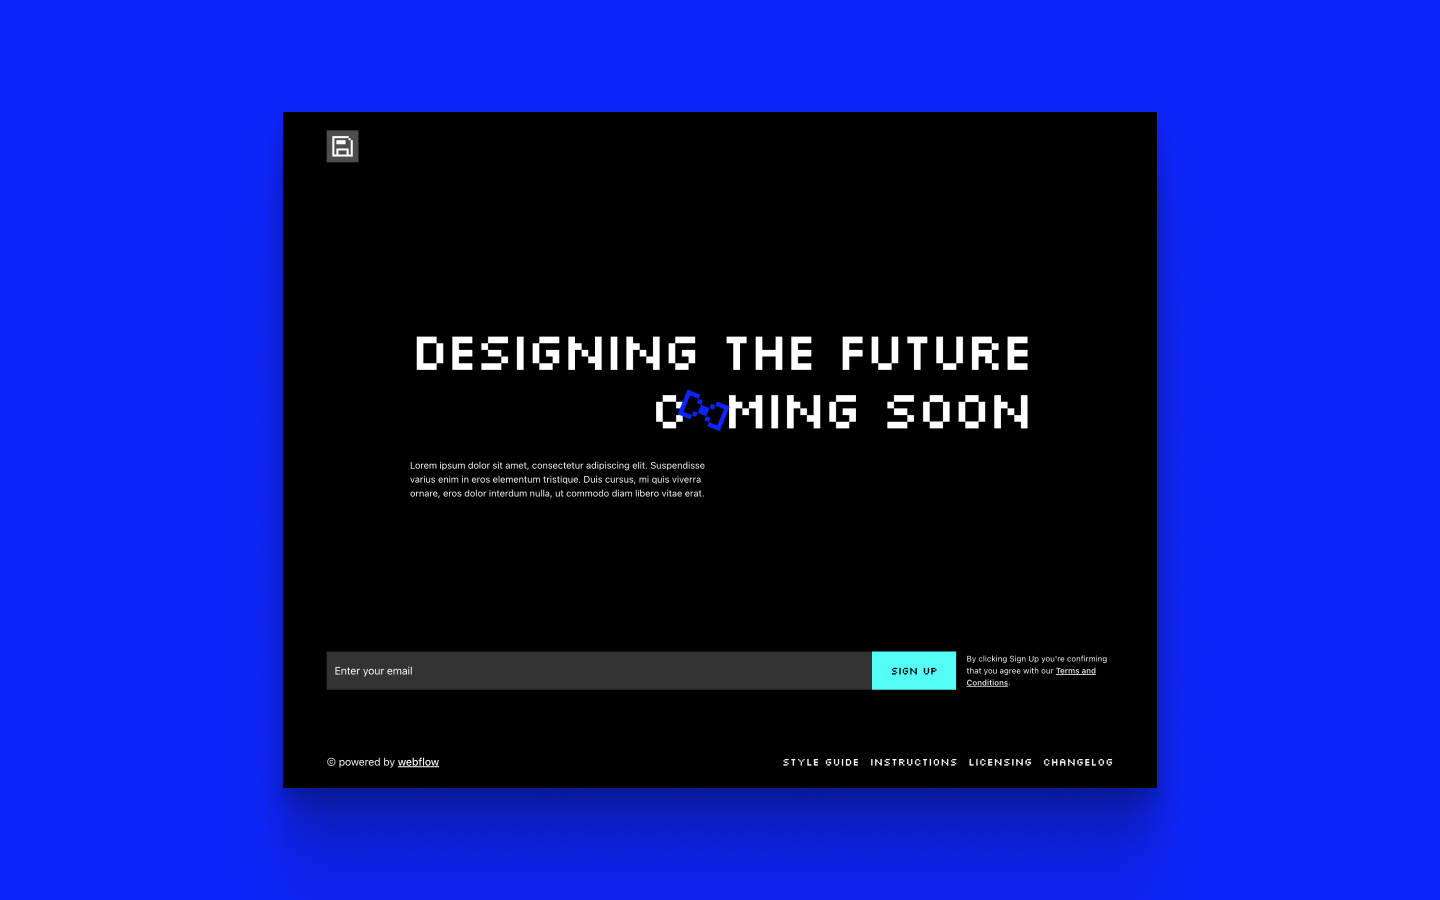 DESIGNING THE FUTURE
COMING SOON
Lorem ipsum dolor sit amet, consectetur adipiscing elit. Suspendisse
varius enim in eros elementum tristique. Duis cursus, mi quis viverra
ornare, eros dolor interdum nulla, ut commodo diam libero vitae erat.
Enter your email
SIGN UP
By clicking Sign Up you're confirming
that you agree with our Terms and
Conditions.
© powered by webflow
STYLE GUIDE INSTRUCTIONS LICENSING CHANGELOG